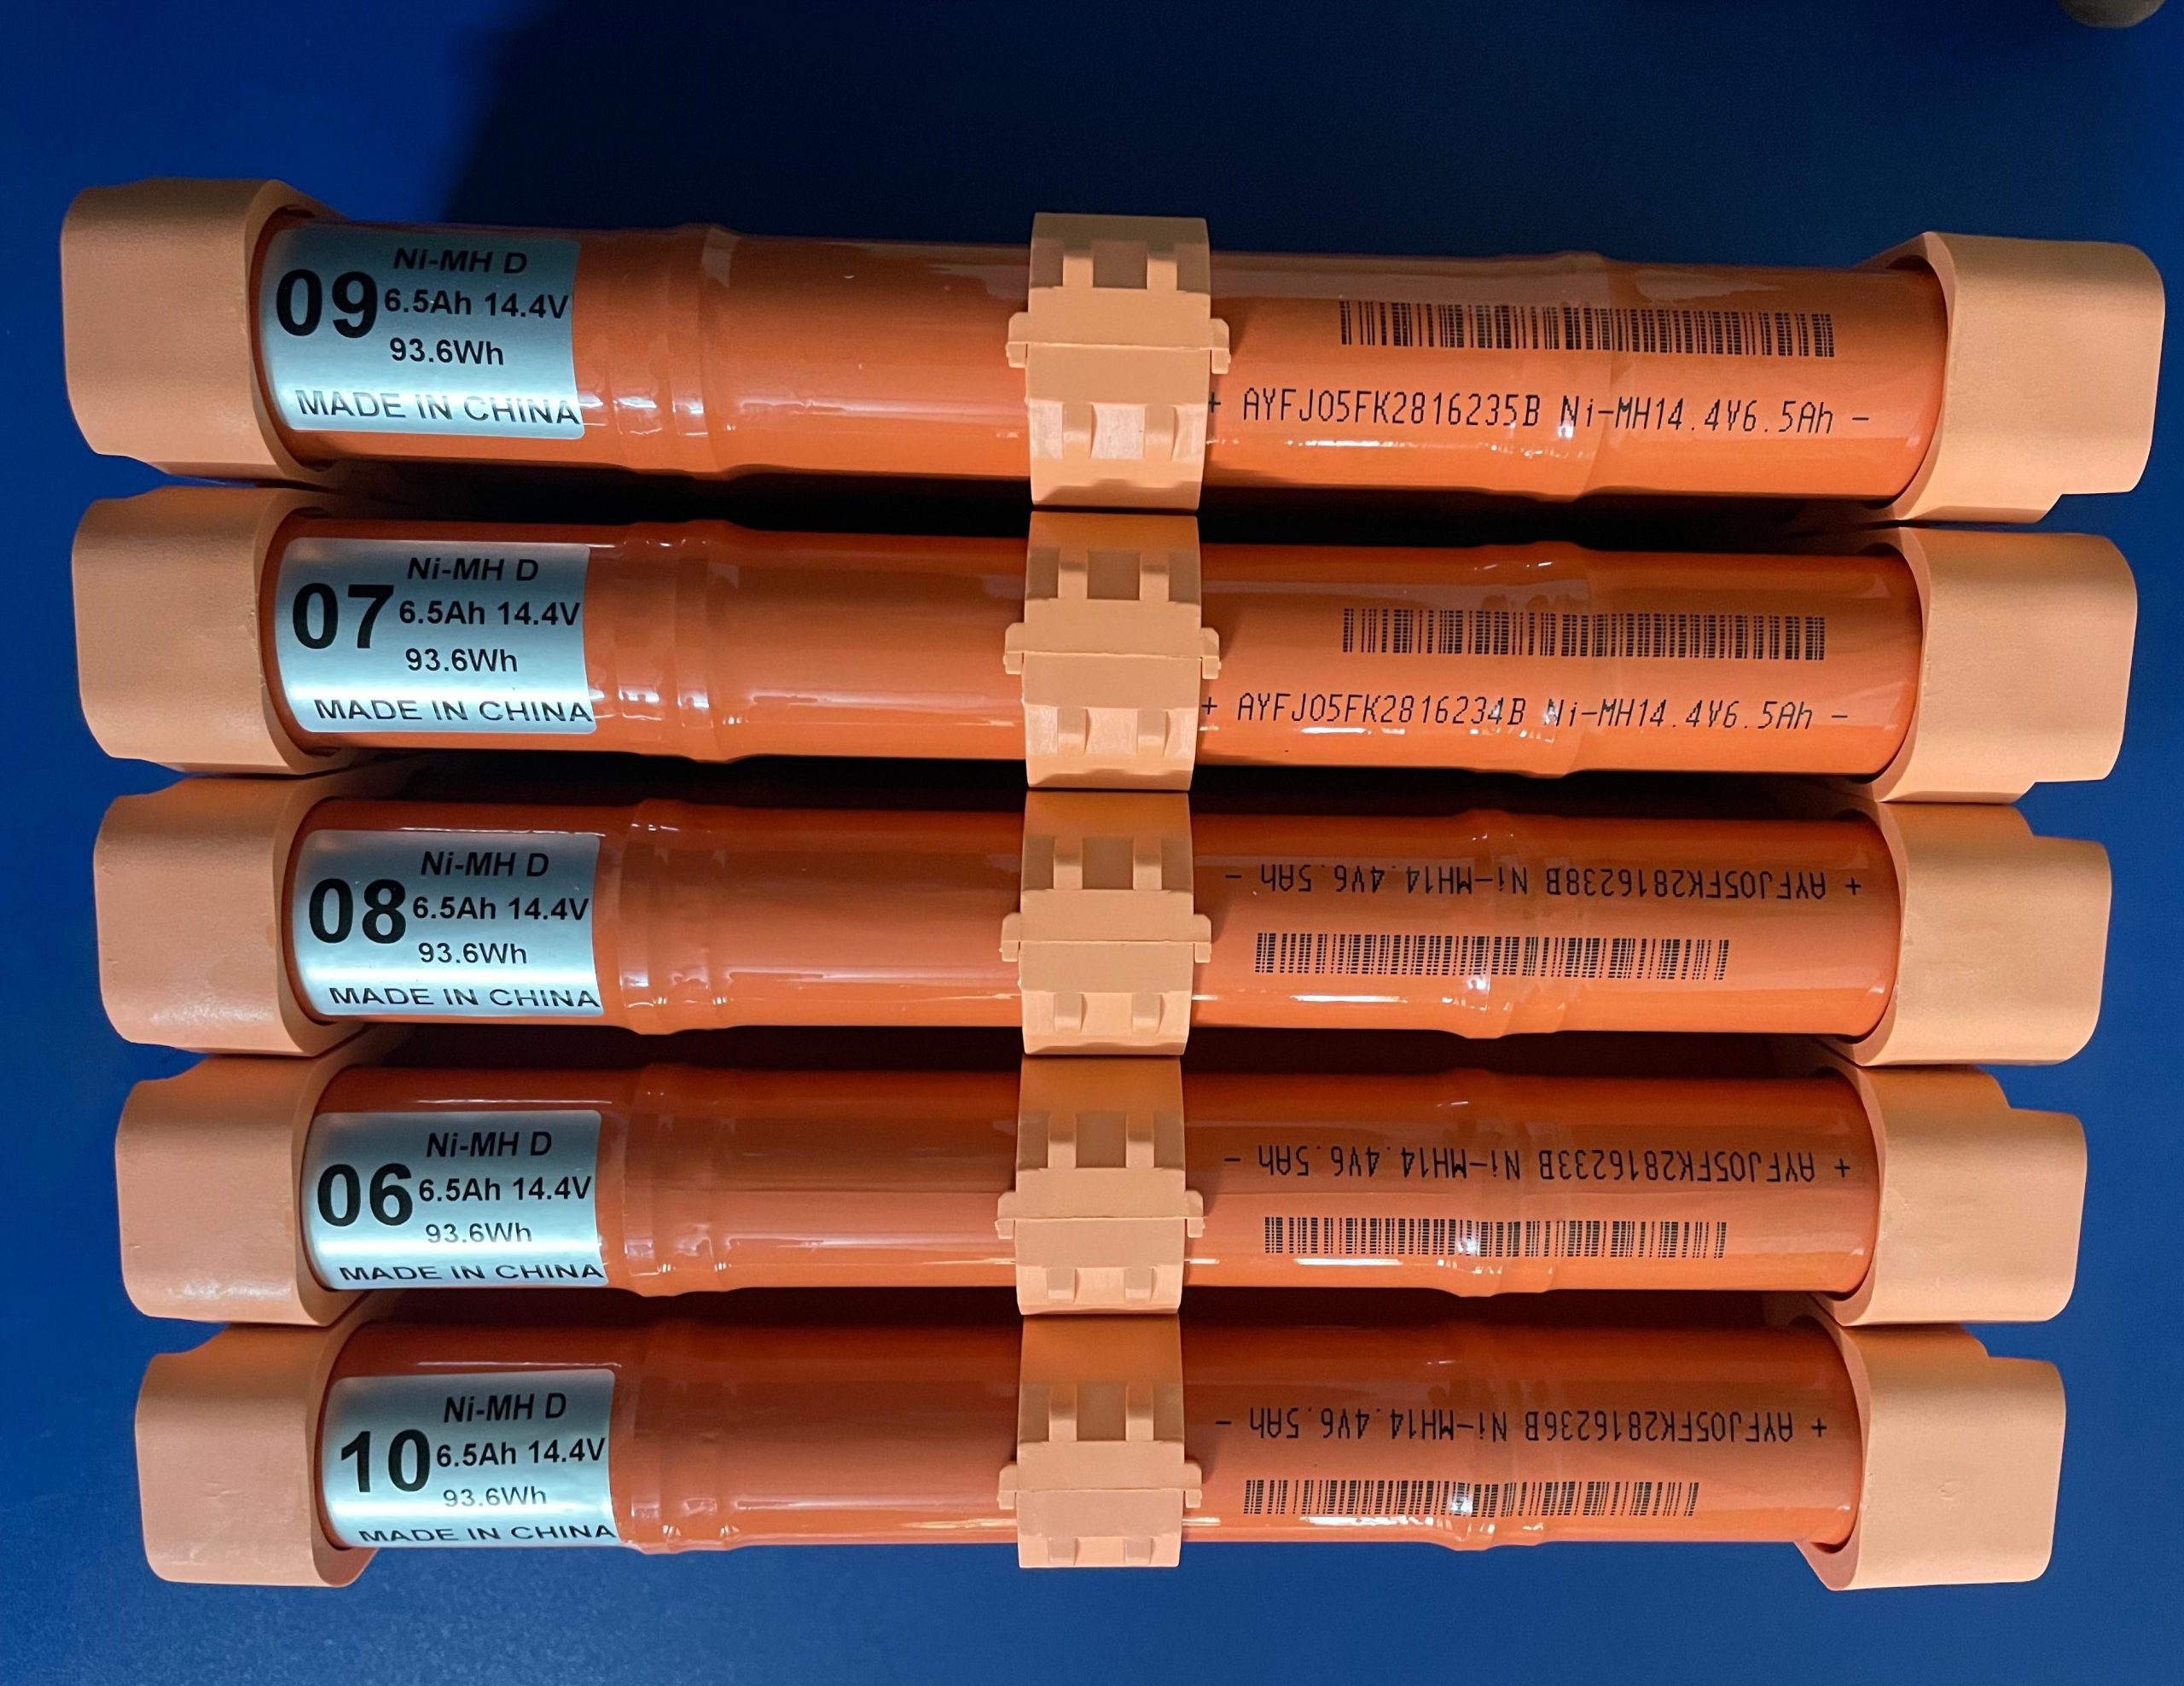 Ni-MH D
09 6.5Ah 14.4V
93.6Wh
MADE IN CHINA
+ AYFJ05FK2816235B Ni-MH14.4V6.5Ah -
Ni-MH D
07 6.5Ah 14.4V
93.6Wh
MADE IN CHINA
+ AYFJ05FK2816234B Ni-MH14.4V6.5Ah -
Ni-MH D
08 6.5Ah 14.4V
93.6Wh
MADE IN CHINA
+ AYFJ05FK2816238B Ni-MH14.4V6.5Ah -
Ni-MH D
06 6.5Ah 14.4V
93.6Wh
MADE IN CHINA
+ AYFJ05FK2816233B Ni-MH14.4V6.5Ah -
Ni-MH D
10 6.5Ah 14.4V
93.6Wh
MADE IN CHINA
+ AYFJ05FK2816236B Ni-MH14.4V6.5Ah -